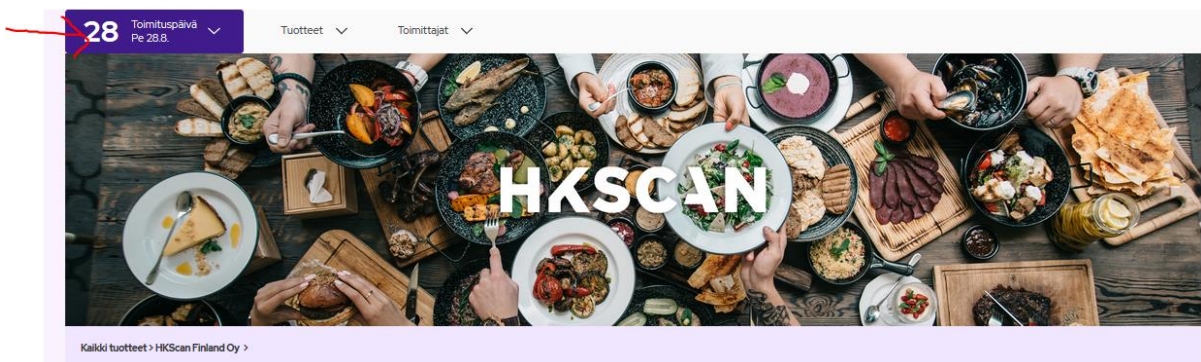 28
Toimituspäivä
Pe 28.8.
Tuotteet
Toimittajat
HKSCAN
Kaikki tuotteet > HKScan Finland Oy >